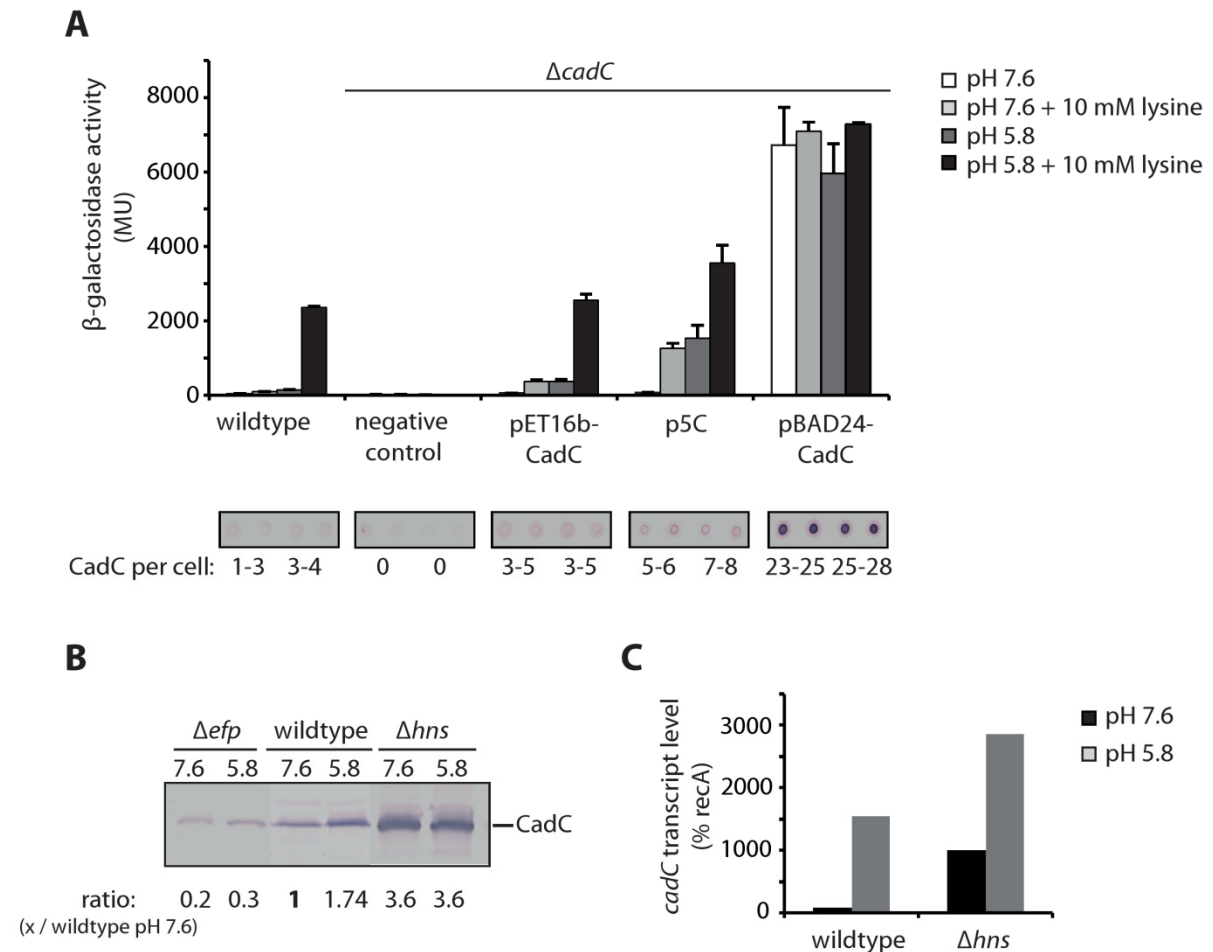 A
ΔcadC
β-galactosidase activity
(MU)
8000
6000
4000
2000
0
pH 7.6
pH 7.6 + 10 mM lysine
pH 5.8
pH 5.8 + 10 mM lysine
wildtype negative control pET16b-CadC p5C pBAD24-CadC
CadC per cell: 1-3 3-4 0 0 3-5 3-5 5-6 7-8 23-25 25-28
B
Δefp wildtype Δhns
7.6 5.8 7.6 5.8 7.6 5.8
CadC
ratio: 0.2 0.3 1 1.74 3.6 3.6
(x / wildtype pH 7.6)
C
cadC transcript level
(% recA)
3000
2000
1000
0
pH 7.6
pH 5.8
wildtype Δhns